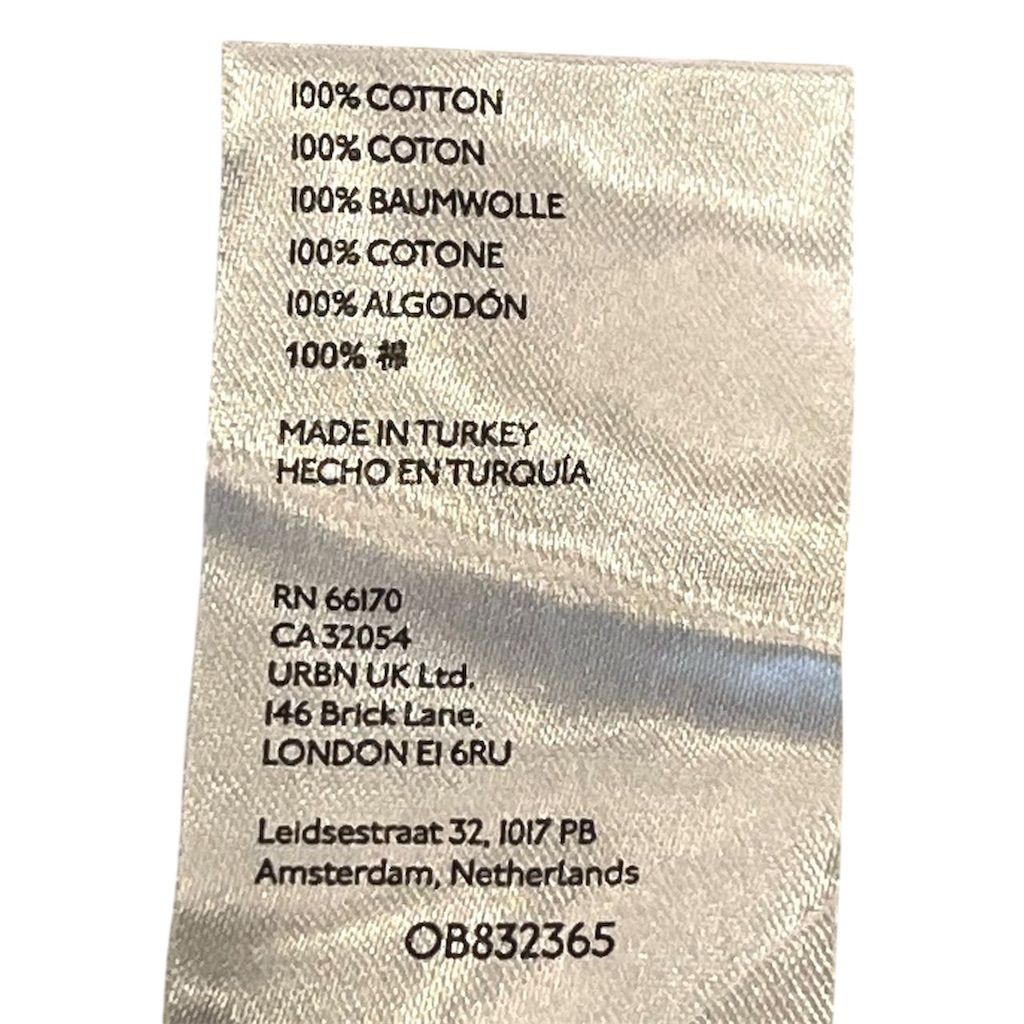 100% COTTON
100% COTON
100% BAUMWOLLE
100% COTONE
100% ALGODÓN
100% 棉
MADE IN TURKEY
HECHO EN TURQUÍA
RN 66170
CA 32054
URBN UK Ltd.
146 Brick Lane,
LONDON E1 6RU
Leidsestraat 32, 1017 PB
Amsterdam, Netherlands
OB832365